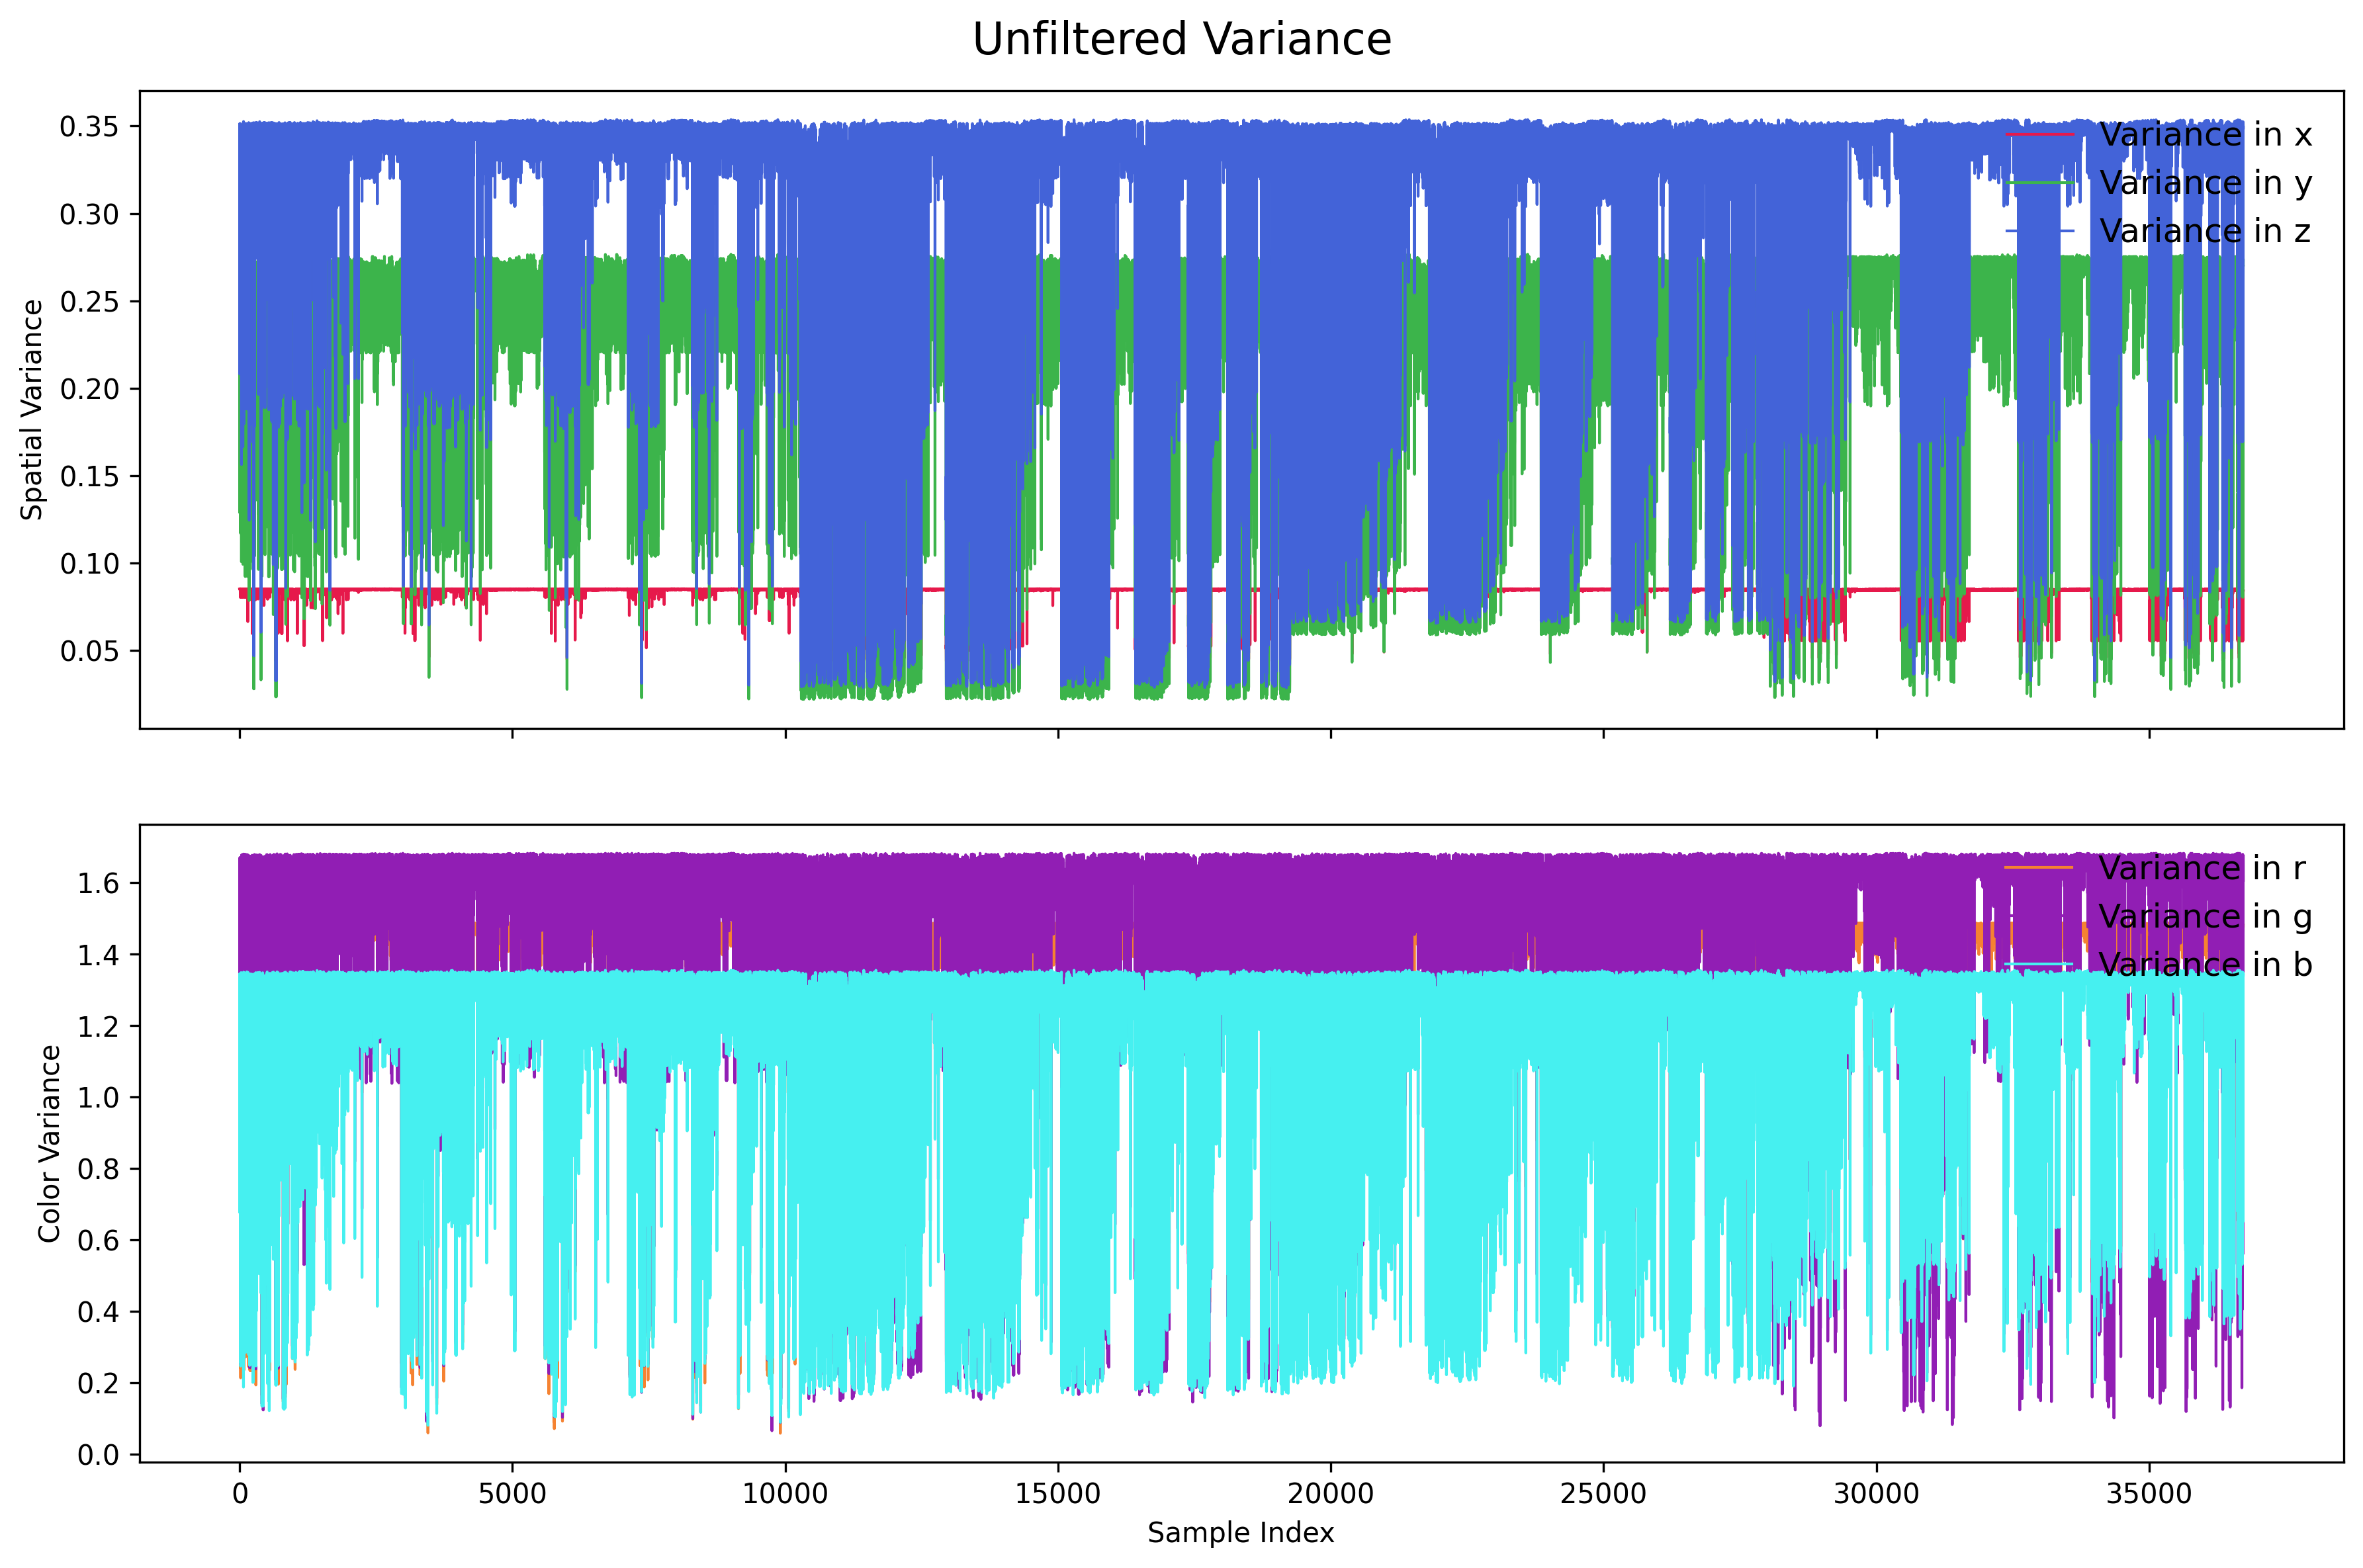 Unfiltered Variance
0.35
0.30
0.25
0.20
0.15
0.10
0.05
Spatial Variance
Variance in x
Variance in y
Variance in z
1.6
1.4
1.2
1.0
0.8
0.6
0.4
0.2
0.0
Color Variance
Variance in r
Variance in g
Variance in b
0 5000 10000 15000 20000 25000 30000 35000
Sample Index